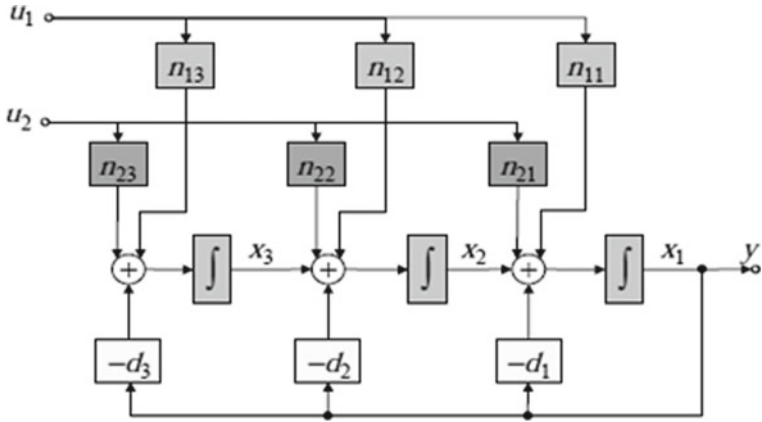 u₁
n₁₃ n₁₂ n₁₁
u₂
n₂₃ n₂₂ n₂₁
+ ∫ x₃ + ∫ x₂ + ∫ x₁ y
−d₃ −d₂ −d₁